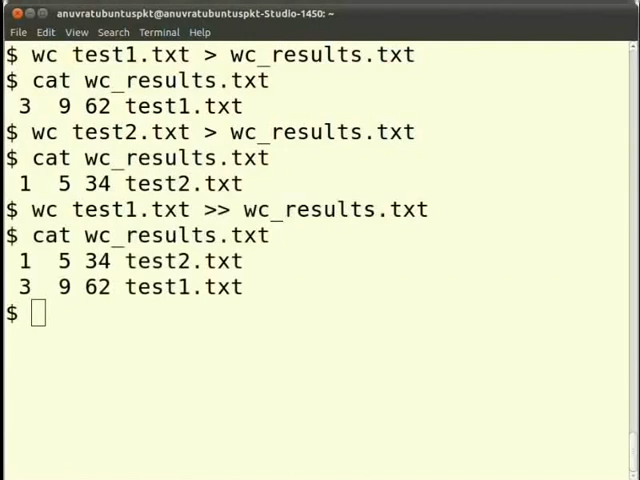 anuvratubuntuspkt@anuvratubuntuspkt-Studio-1450: ~
File Edit View Search Terminal Help
$ wc test1.txt > wc_results.txt
$ cat wc_results.txt
3 9 62 test1.txt
$ wc test2.txt > wc_results.txt
$ cat wc_results.txt
1 5 34 test2.txt
$ wc test1.txt >> wc_results.txt
$ cat wc_results.txt
1 5 34 test2.txt
3 9 62 test1.txt
$